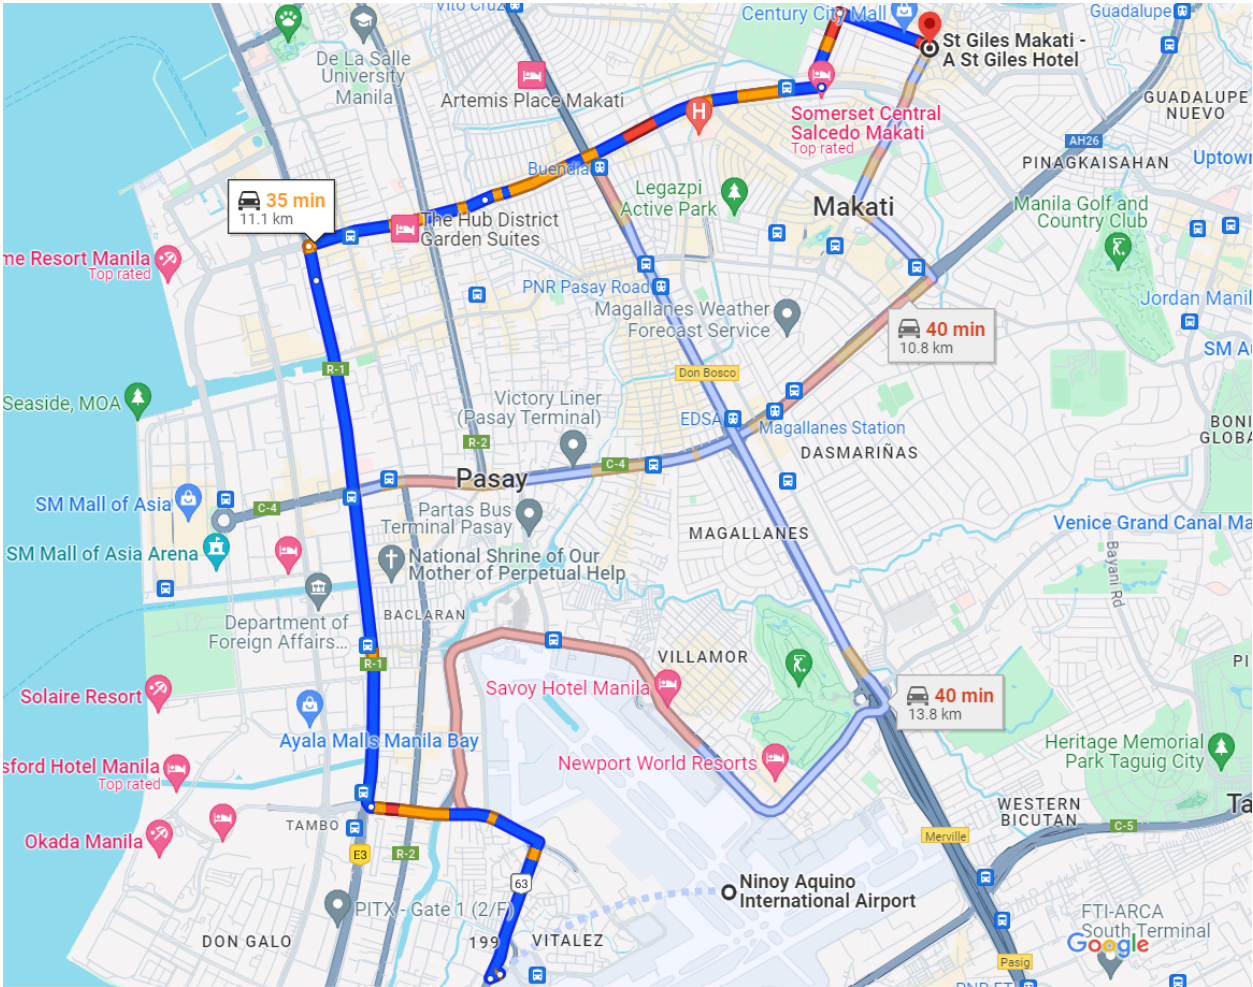 Vito Cruz
Century City Mall
Guadalupe
De La Salle
University
Manila
St Giles Makati -
A St Giles Hotel
Artemis Place Makati
GUADALUPE
NUEVO
H
Somerset Central
Salcedo Makati
Top rated
AH26
PINAGKAISAHAN
Uptown
Buendia
35 min
11.1 km
Legazpi
Active Park
Makati
Manila Golf and
Country Club
The Hub District
Garden Suites
me Resort Manila
Top rated
PNR Pasay Road
Jordan Manil
Magallanes Weather
Forecast Service
40 min
10.8 km
SM Au
R-1
Don Bosco
Seaside, MOA
Victory Liner
(Pasay Terminal)
EDSA
Magallanes Station
BONI
GLOBA
R-2
DASMARIÑAS
C-4
Pasay
SM Mall of Asia
C-4
Partas Bus
Terminal Pasay
MAGALLANES
Venice Grand Canal Ma
SM Mall of Asia Arena
National Shrine of Our
Mother of Perpetual Help
Bayani Rd
Department of
Foreign Affairs...
BACLARAN
R-1
VILLAMOR
PI
Solaire Resort
Savoy Hotel Manila
40 min
13.8 km
Ayala Malls Manila Bay
Newport World Resorts
Heritage Memorial
Park Taguig City
sford Hotel Manila
Top rated
WESTERN
BICUTAN
Ta
TAMBO
C-5
Okada Manila
E3
R-2
Merville
63
Ninoy Aquino
International Airport
PITX - Gate 1 (2/F)
FTI-ARCA
South Terminal
DON GALO
199
VITALEZ
Google
Pasig
PNR FT